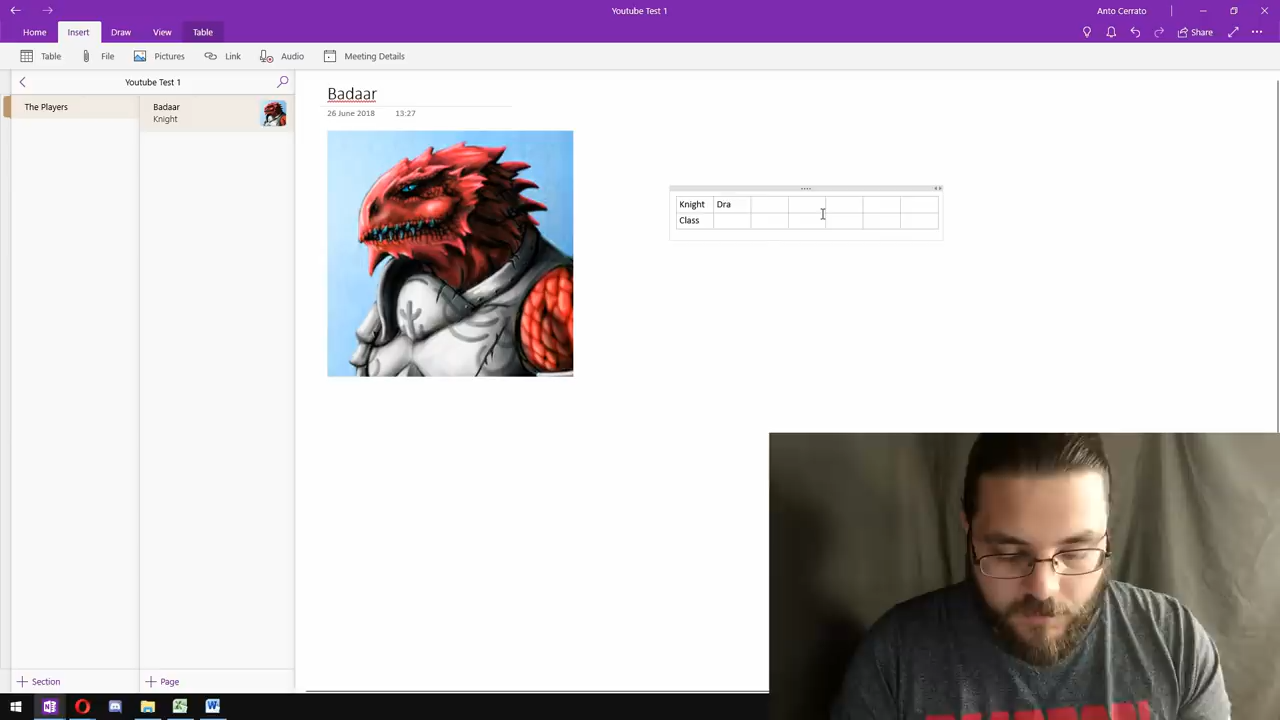 Youtube Test 1
Anto Cerrato
Home
Insert
Draw
View
Table
Share
Table
File
Pictures
Link
Audio
Meeting Details
Youtube Test 1
The Players
Badaar
Knight
Badaar
26 June 2018
13:27
Knight
Dra
Class
Section
Page